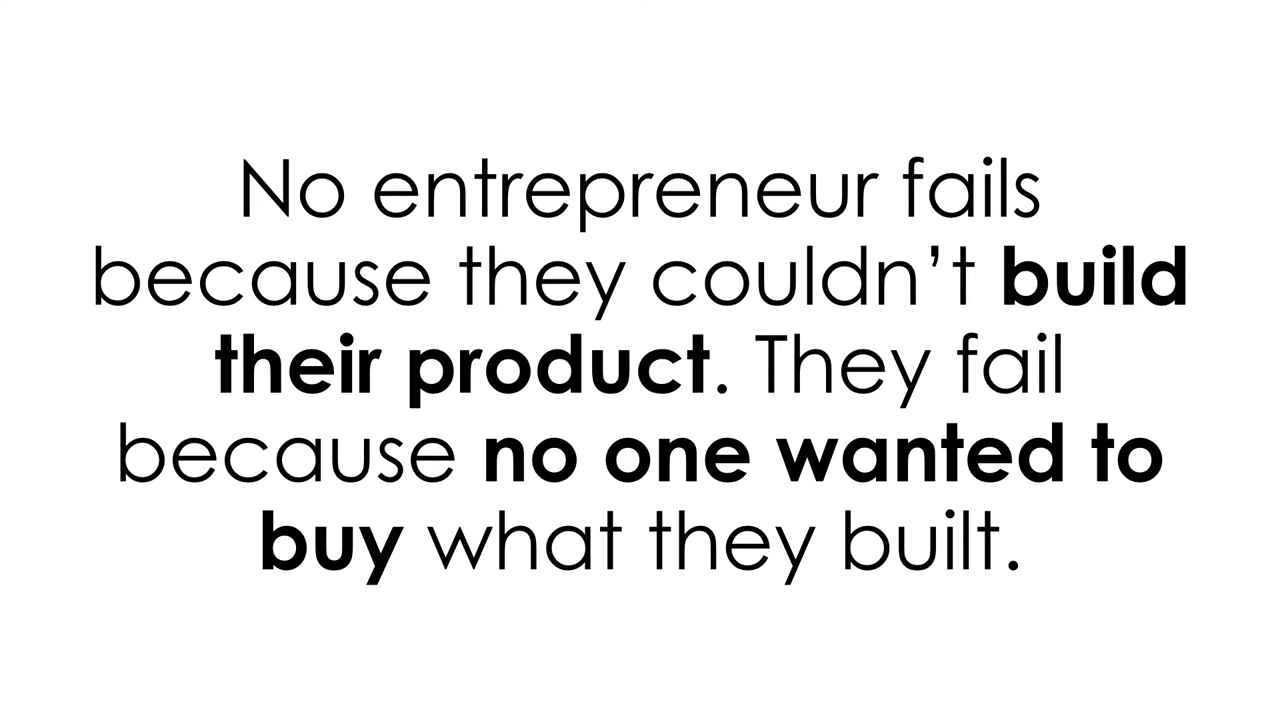 No entrepreneur fails
because they couldn’t build
their product. They fail
because no one wanted to
buy what they built.